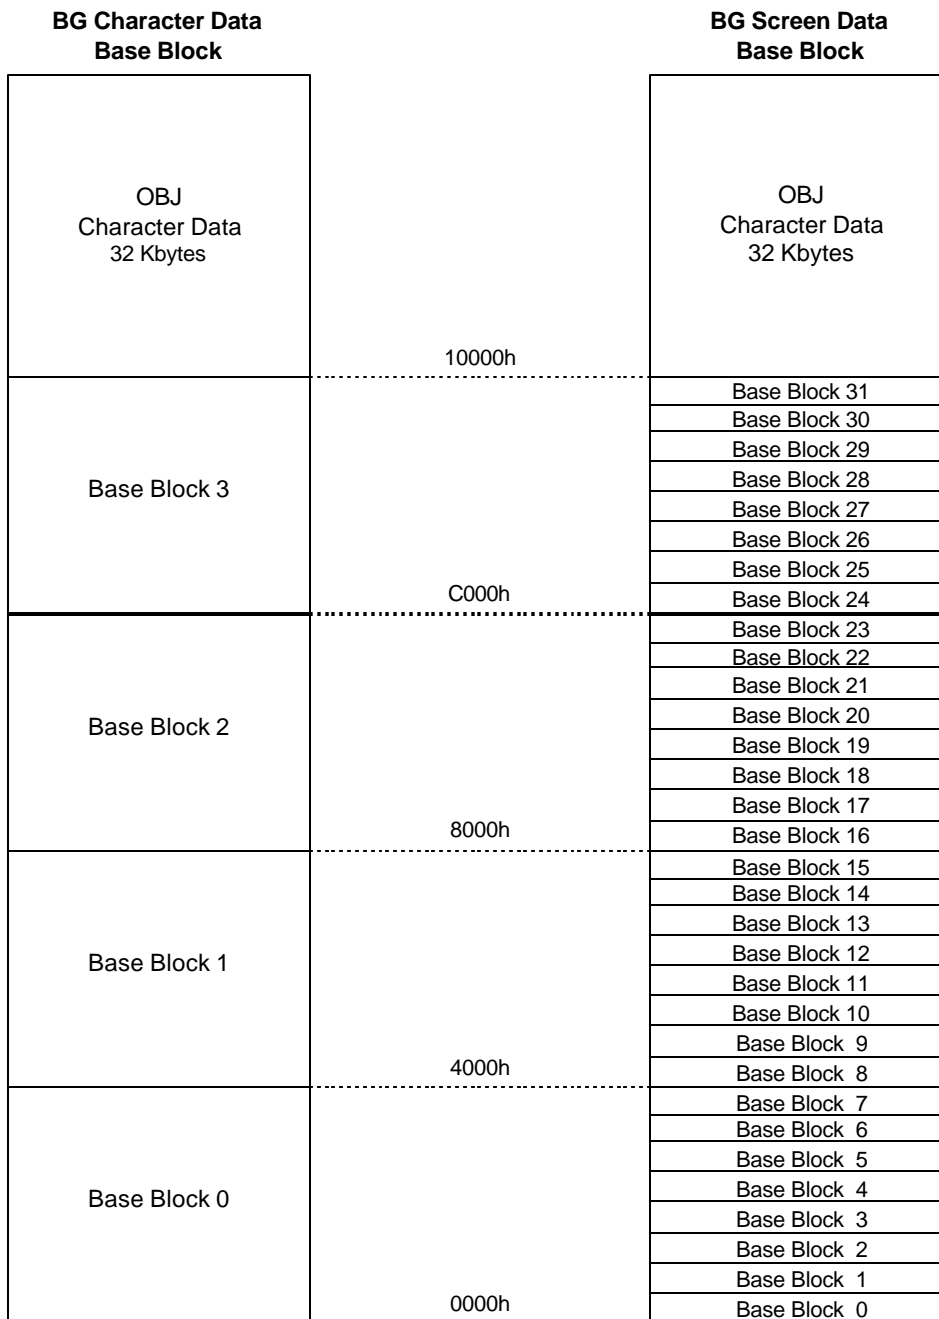 BG Character Data
Base Block
BG Screen Data
Base Block
OBJ
Character Data
32 Kbytes
OBJ
Character Data
32 Kbytes
10000h
Base Block 3
C000h
Base Block 2
8000h
Base Block 1
4000h
Base Block 0
0000h
Base Block 31
Base Block 30
Base Block 29
Base Block 28
Base Block 27
Base Block 26
Base Block 25
Base Block 24
Base Block 23
Base Block 22
Base Block 21
Base Block 20
Base Block 19
Base Block 18
Base Block 17
Base Block 16
Base Block 15
Base Block 14
Base Block 13
Base Block 12
Base Block 11
Base Block 10
Base Block 9
Base Block 8
Base Block 7
Base Block 6
Base Block 5
Base Block 4
Base Block 3
Base Block 2
Base Block 1
Base Block 0